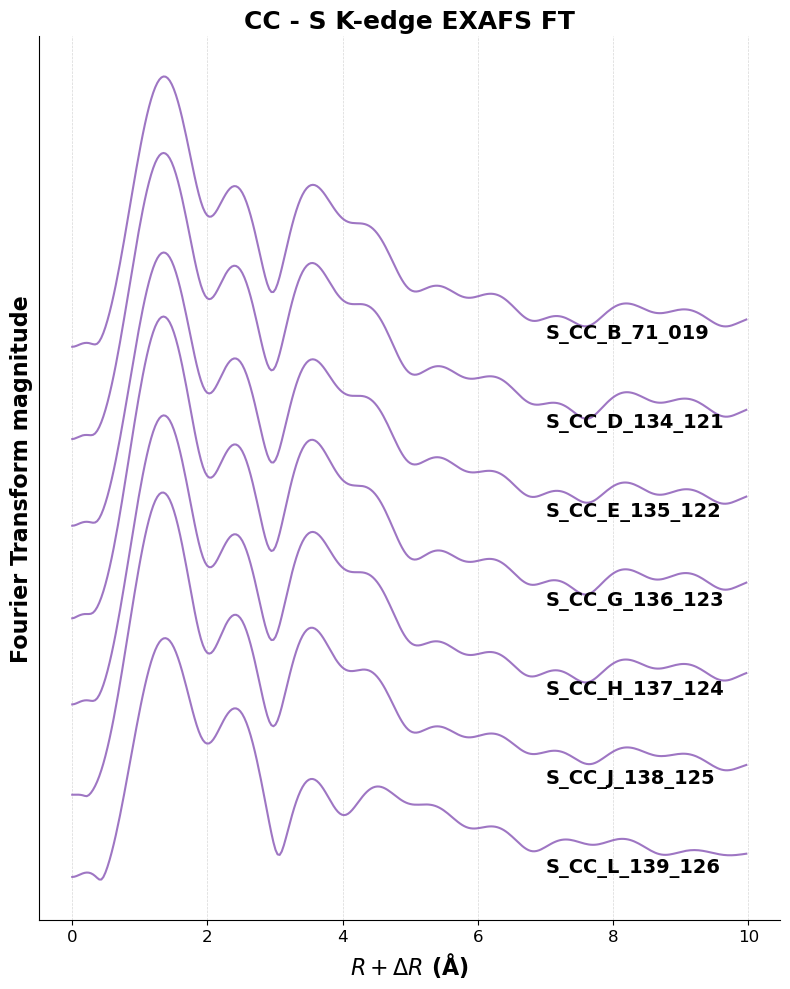 CC - S K-edge EXAFS FT
Fourier Transform magnitude
S_CC_B_71_019
S_CC_D_134_121
S_CC_E_135_122
S_CC_G_136_123
S_CC_H_137_124
S_CC_J_138_125
S_CC_L_139_126
0 2 4 6 8 10
R + ΔR (Å)